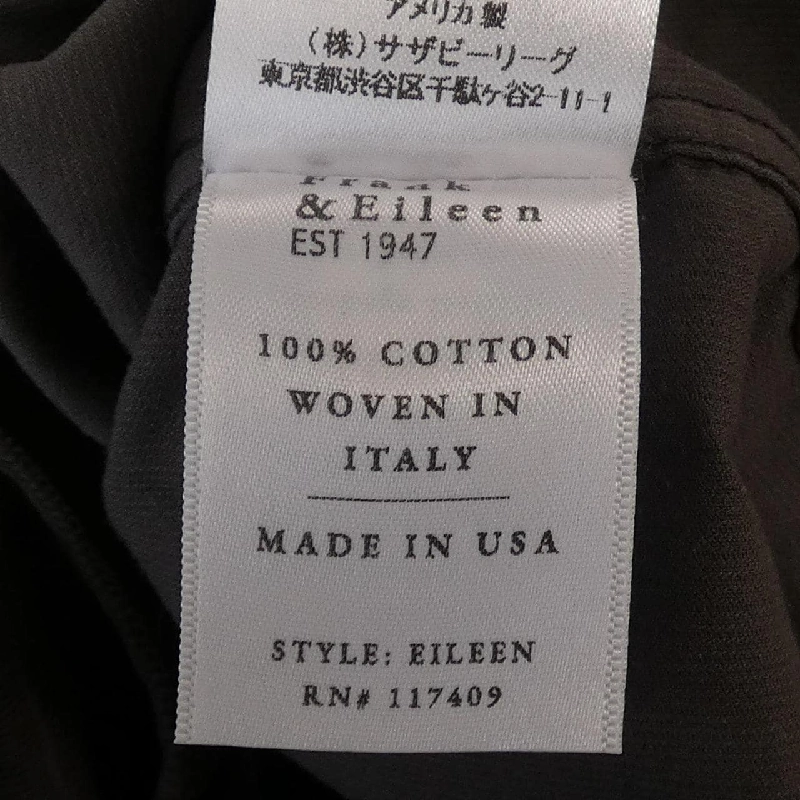 アメリカ製
(株)サザビーリーグ
東京都渋谷区千駄ヶ谷2-11-1
Frank
& Eileen
EST 1947
100% COTTON
WOVEN IN
ITALY
MADE IN USA
STYLE: EILEEN
RN# 117409